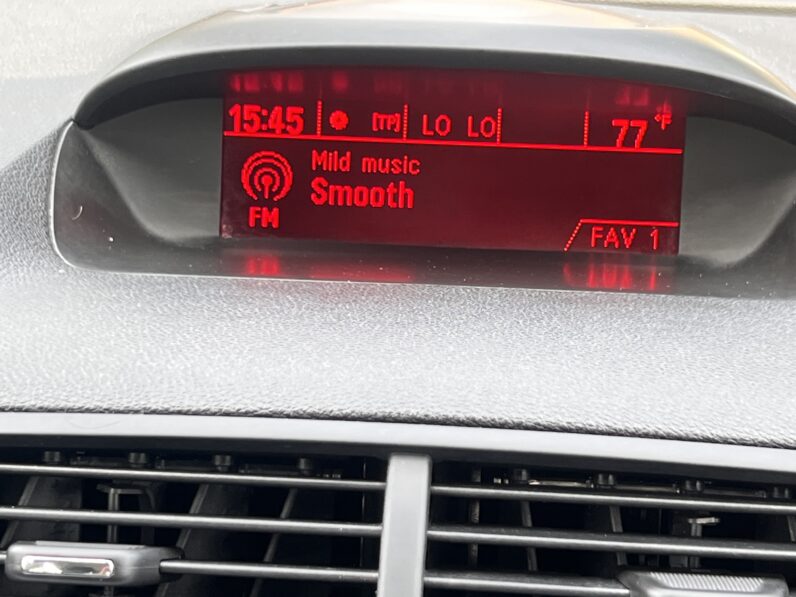 15:45 [TP] LO LO 77 °F
Mild music
Smooth
FM
FAV 1